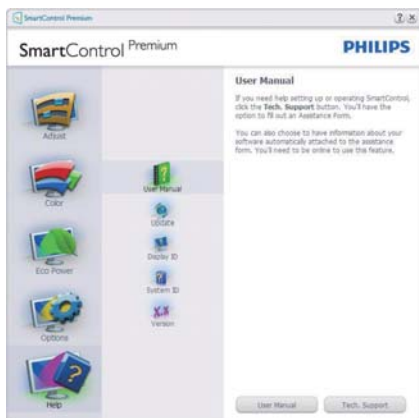 SmartControl Premium
SmartControl Premium
PHILIPS
Adjust
Color
Eco Power
Options
Help
User Manual
Update
Display ID
System ID
Version
User Manual
If you need help setting up or operating SmartControl,
click the Tech. Support button. You'll have the
option to fill out an Assistance Form.
You can also choose to have information about your
software automatically attached to the assistance
form. You'll need to be online to use this feature.
User Manual
Tech. Support